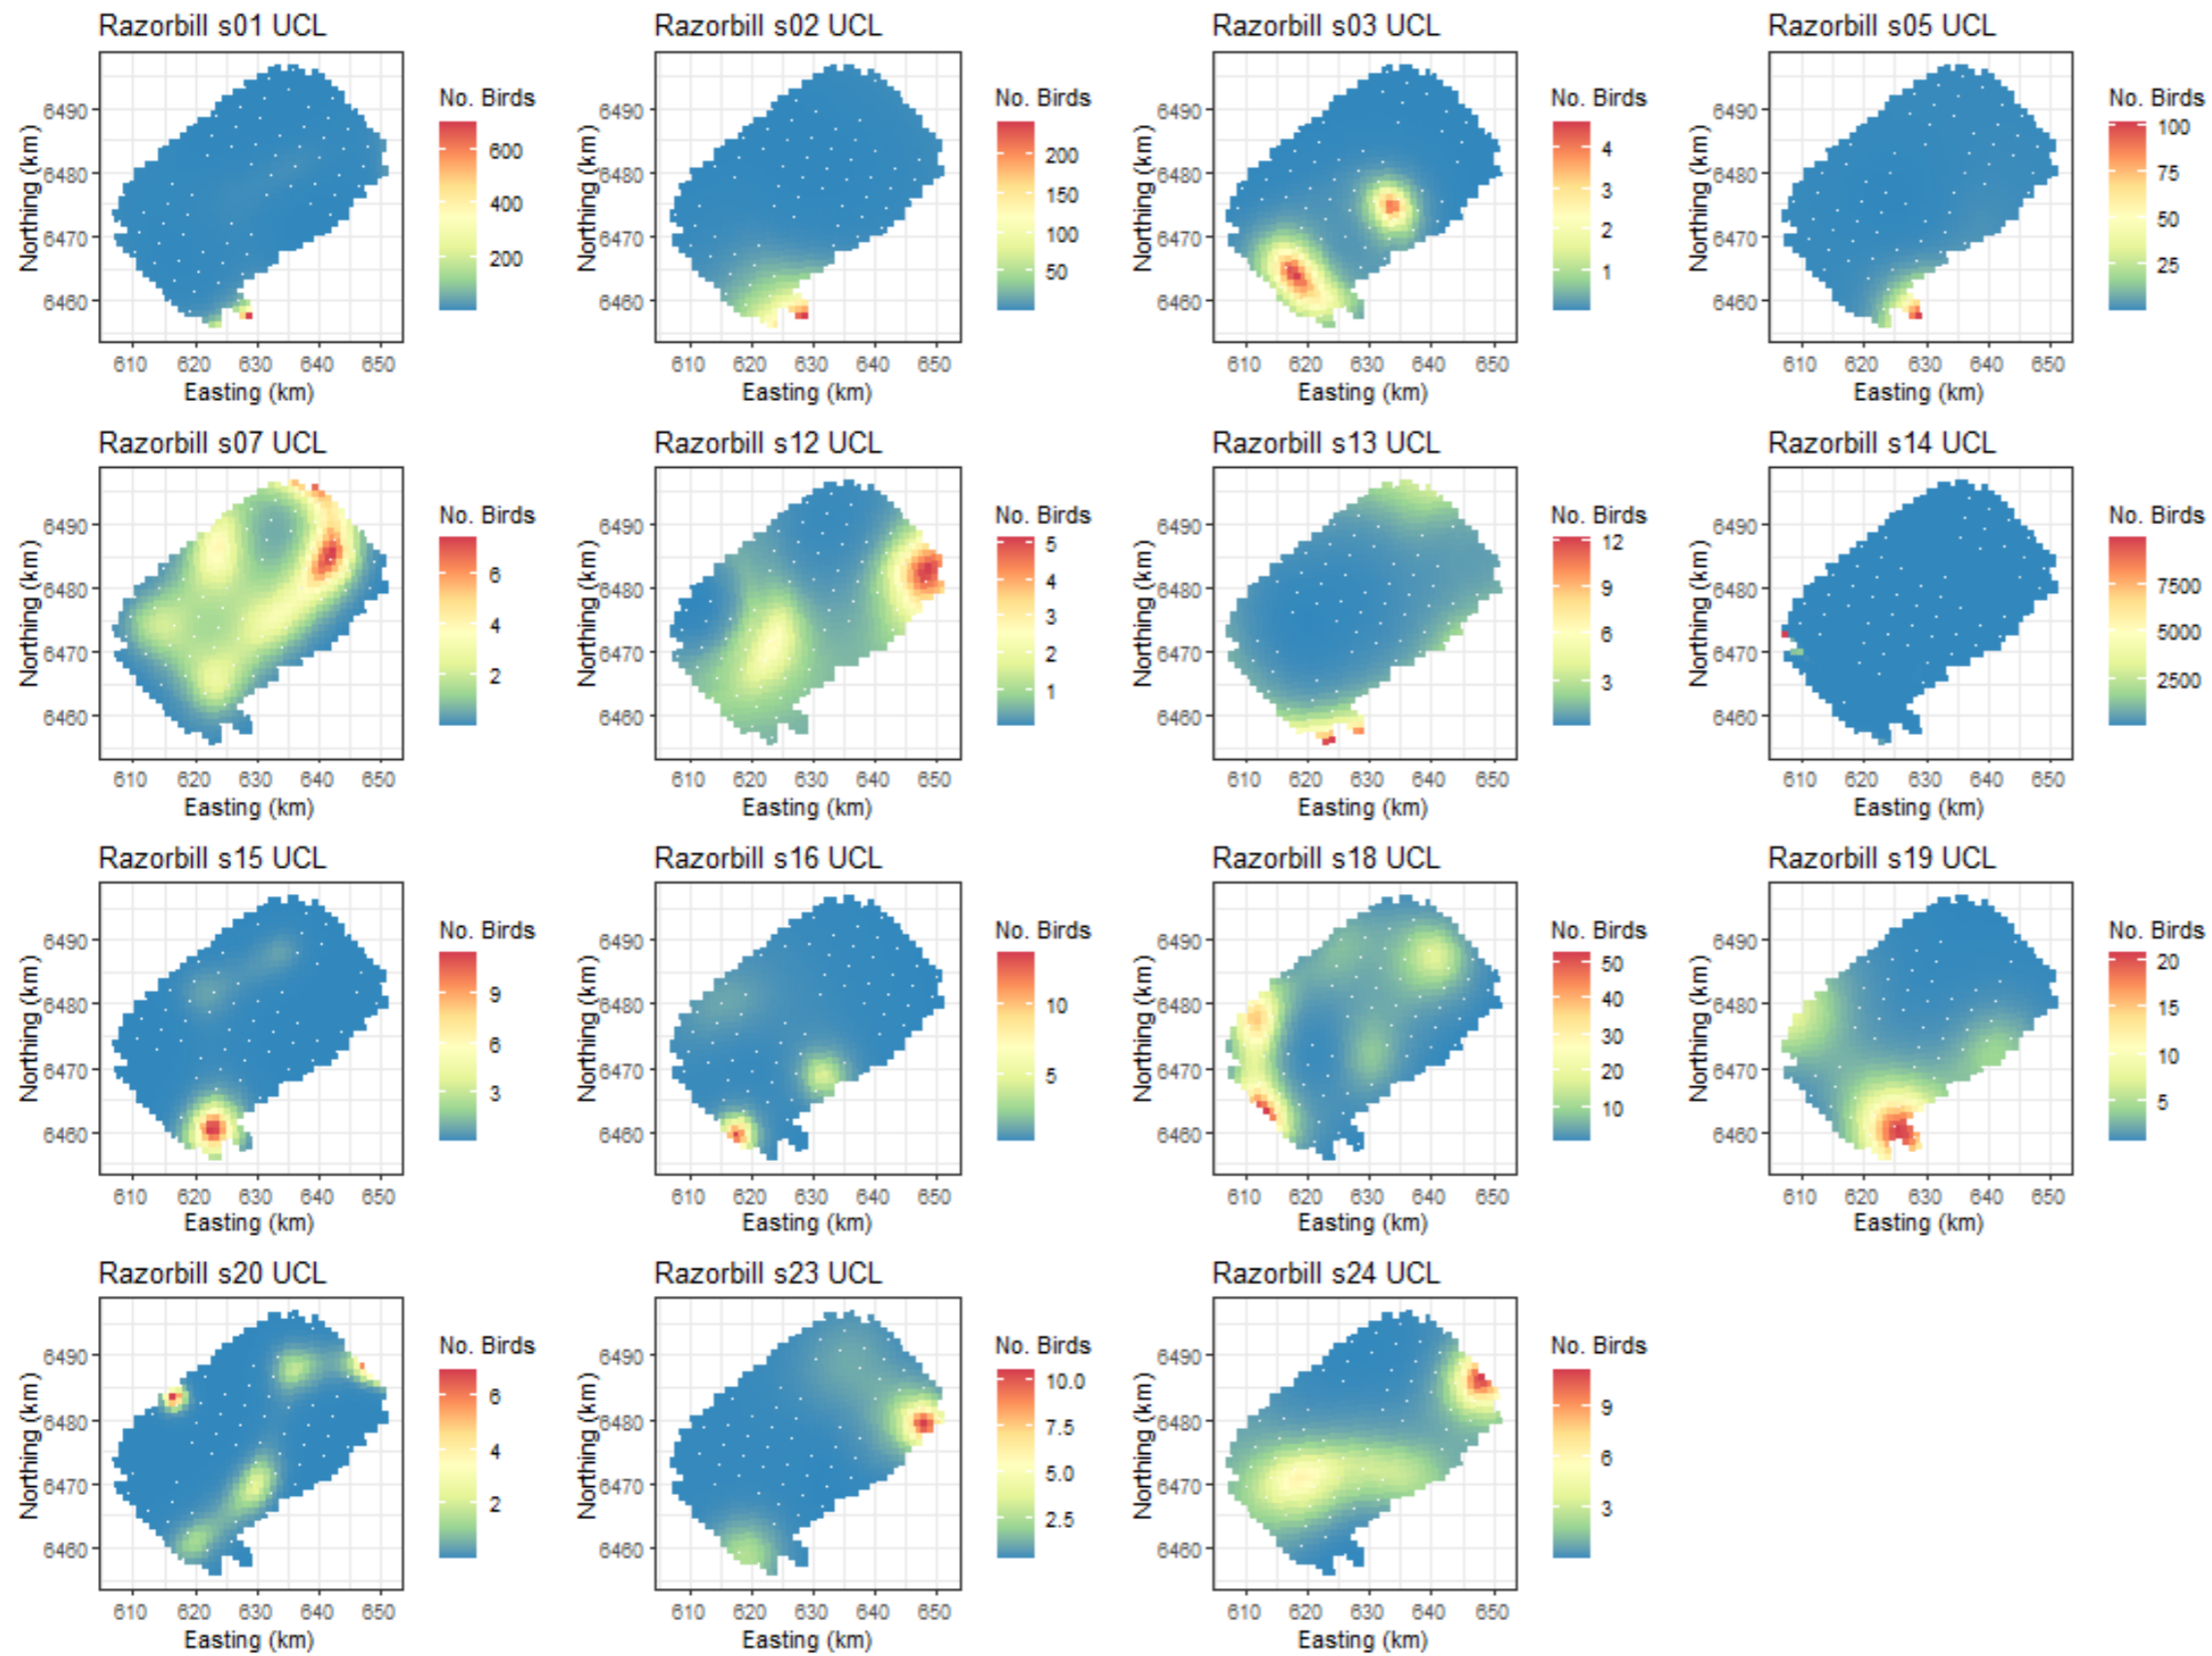 Razorbill s01 UCL
Northing (km)
6490
6480
6470
6460
610 620 630 640 650
Easting (km)
No. Birds
600
400
200
Razorbill s02 UCL
Northing (km)
6490
6480
6470
6460
610 620 630 640 650
Easting (km)
No. Birds
200
150
100
50
Razorbill s03 UCL
Northing (km)
6490
6480
6470
6460
610 620 630 640 650
Easting (km)
No. Birds
4
3
2
1
Razorbill s05 UCL
Northing (km)
6490
6480
6470
6460
610 620 630 640 650
Easting (km)
No. Birds
100
75
50
25
Razorbill s07 UCL
Northing (km)
6490
6480
6470
6460
610 620 630 640 650
Easting (km)
No. Birds
6
4
2
Razorbill s12 UCL
Northing (km)
6490
6480
6470
6460
610 620 630 640 650
Easting (km)
No. Birds
5
4
3
2
1
Razorbill s13 UCL
Northing (km)
6490
6480
6470
6460
610 620 630 640 650
Easting (km)
No. Birds
12
9
6
3
Razorbill s14 UCL
Northing (km)
6490
6480
6470
6460
610 620 630 640 650
Easting (km)
No. Birds
7500
5000
2500
Razorbill s15 UCL
Northing (km)
6490
6480
6470
6460
610 620 630 640 650
Easting (km)
No. Birds
9
6
3
Razorbill s16 UCL
Northing (km)
6490
6480
6470
6460
610 620 630 640 650
Easting (km)
No. Birds
10
5
Razorbill s18 UCL
Northing (km)
6490
6480
6470
6460
610 620 630 640 650
Easting (km)
No. Birds
50
40
30
20
10
Razorbill s19 UCL
Northing (km)
6490
6480
6470
6460
610 620 630 640 650
Easting (km)
No. Birds
20
15
10
5
Razorbill s20 UCL
Northing (km)
6490
6480
6470
6460
610 620 630 640 650
Easting (km)
No. Birds
6
4
2
Razorbill s23 UCL
Northing (km)
6490
6480
6470
6460
610 620 630 640 650
Easting (km)
No. Birds
10.0
7.5
5.0
2.5
Razorbill s24 UCL
Northing (km)
6490
6480
6470
6460
610 620 630 640 650
Easting (km)
No. Birds
9
6
3